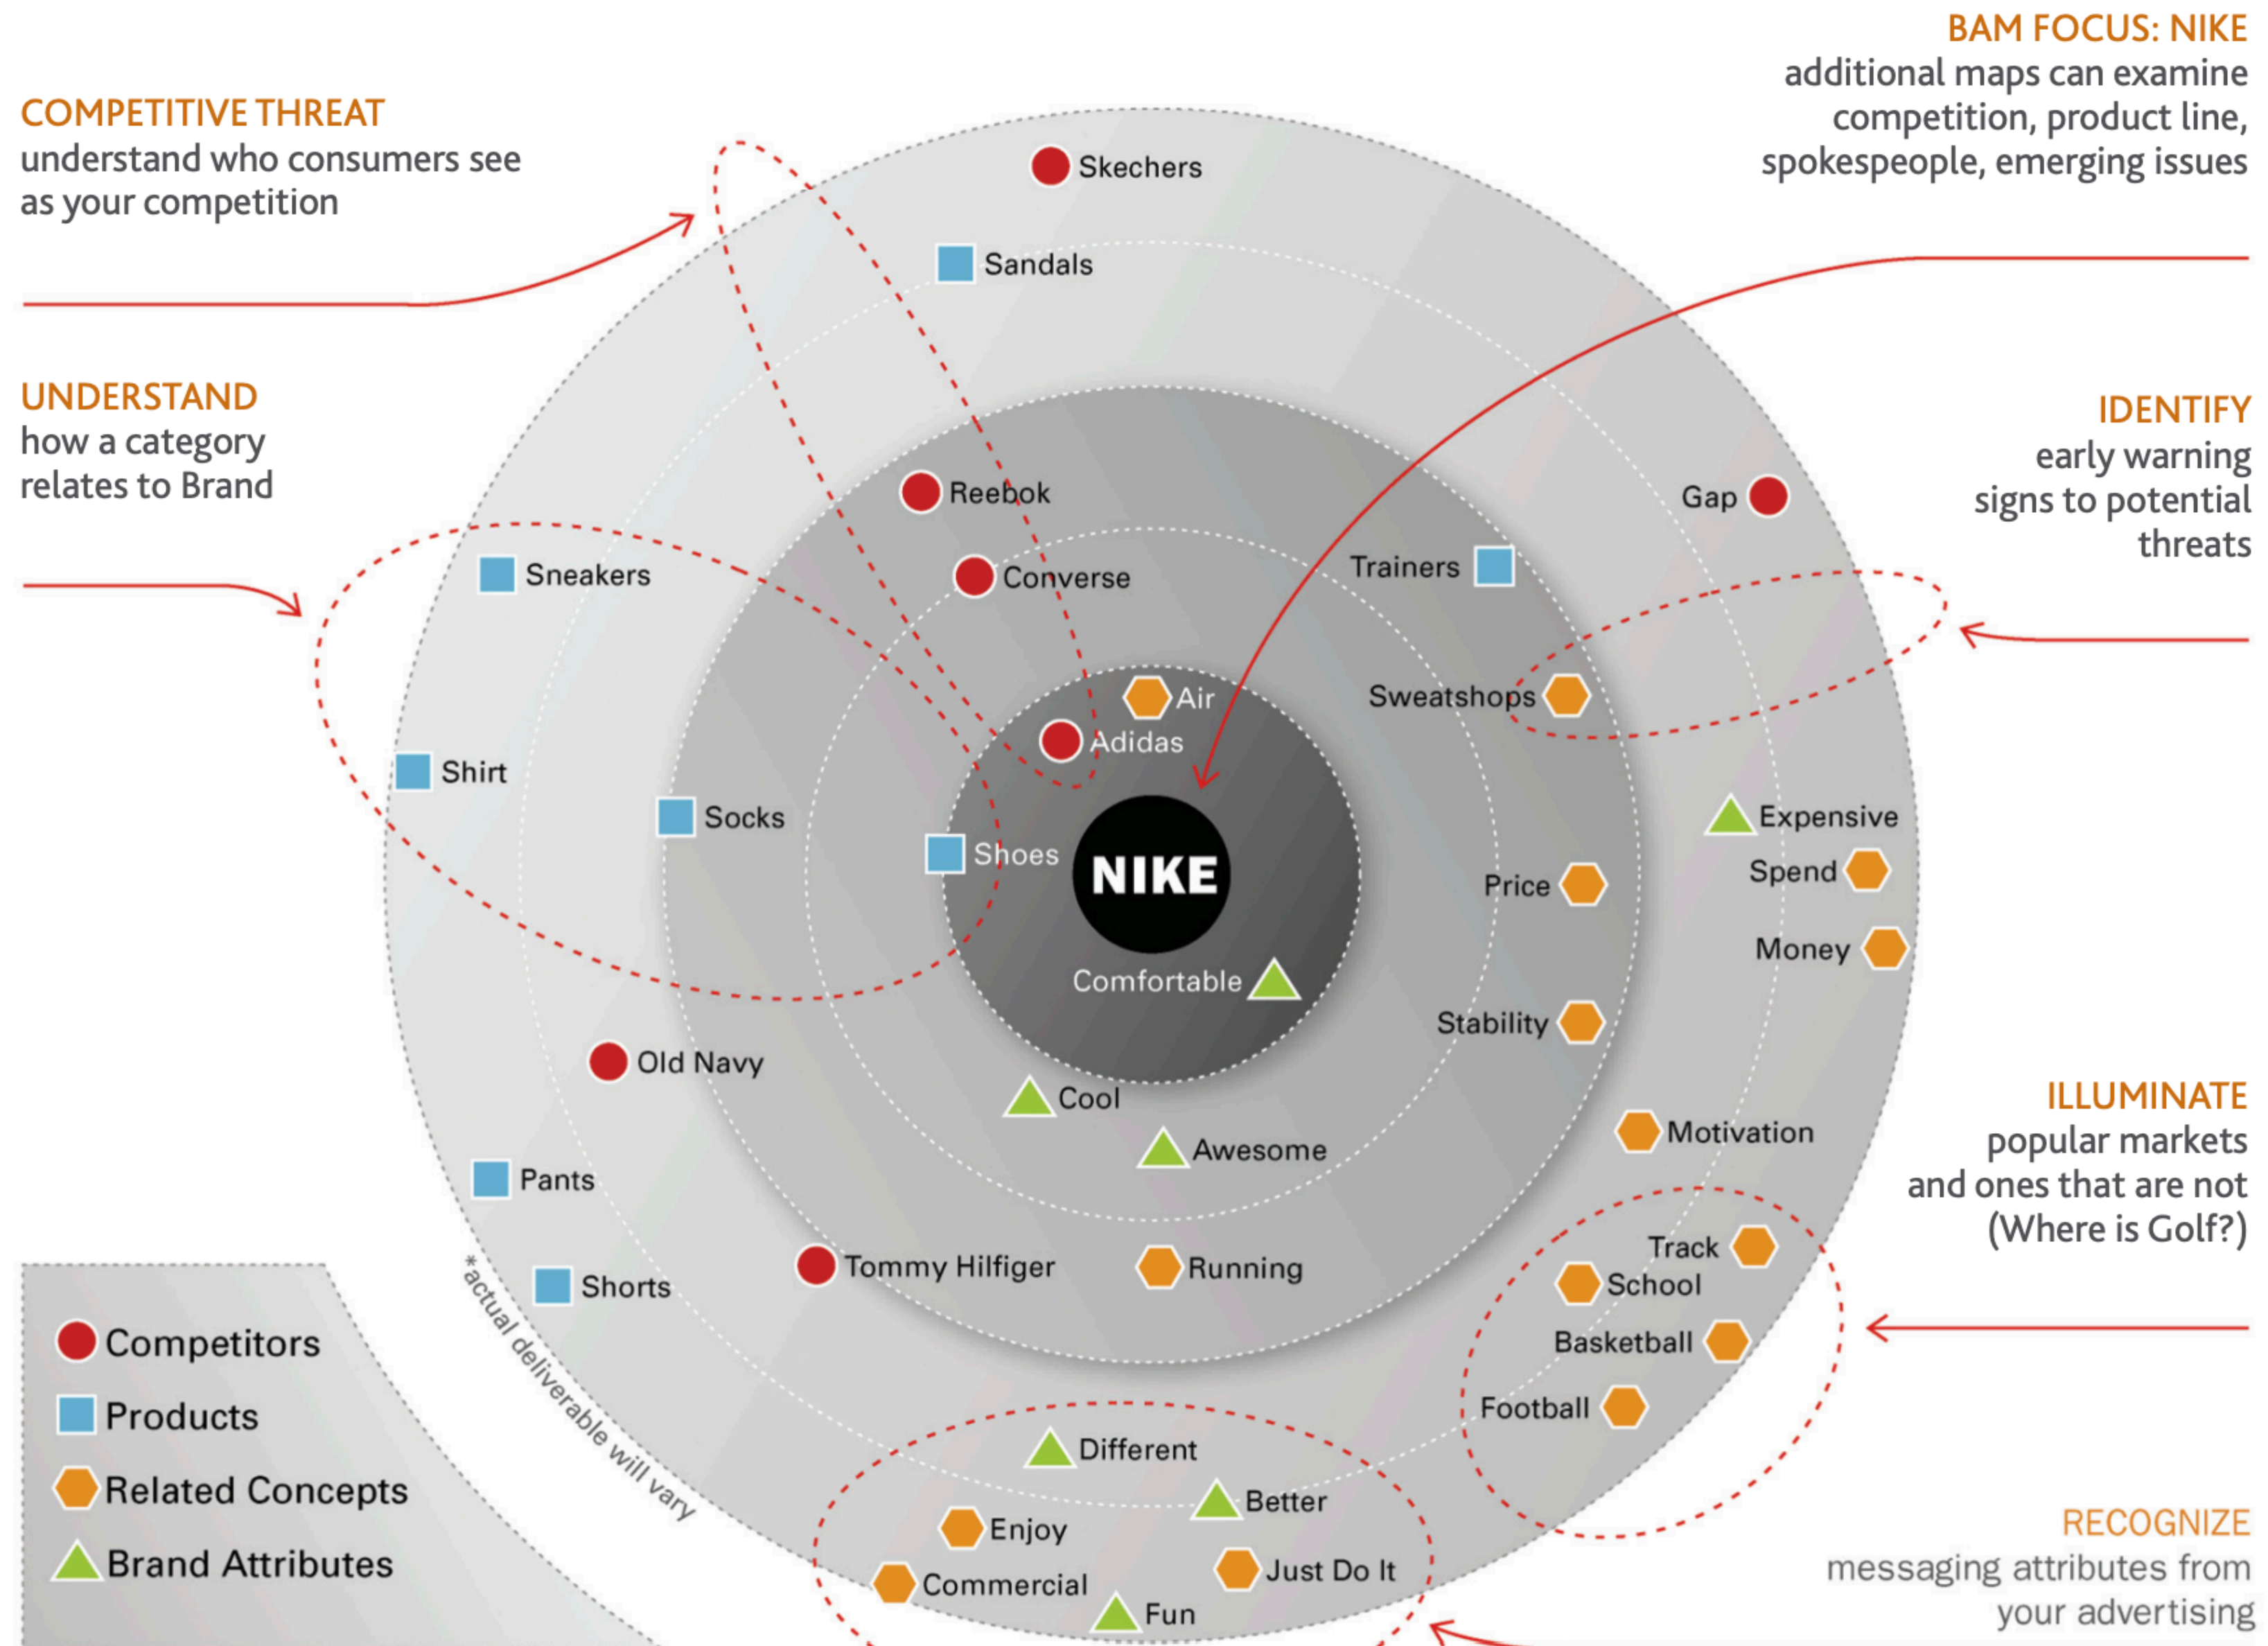 COMPETITIVE THREAT
understand who consumers see
as your competition
BAM FOCUS: NIKE
additional maps can examine
competition, product line,
spokespeople, emerging issues
UNDERSTAND
how a category
relates to Brand
IDENTIFY
early warning
signs to potential
threats
Skechers
Sandals
Reebok
Gap
Converse
Trainers
Sneakers
Air
Sweatshops
Adidas
Shirt
Socks
Expensive
Shoes
NIKE
Spend
Price
Money
Comfortable
Stability
Old Navy
Cool
Motivation
Awesome
Pants
Track
Tommy Hilfiger
Running
Shorts
School
Basketball
Football
Different
Better
Enjoy
Just Do It
Commercial
Fun
ILLUMINATE
popular markets
and ones that are not
(Where is Golf?)
RECOGNIZE
messaging attributes from
your advertising
*actual deliverable will vary
Competitors
Products
Related Concepts
Brand Attributes